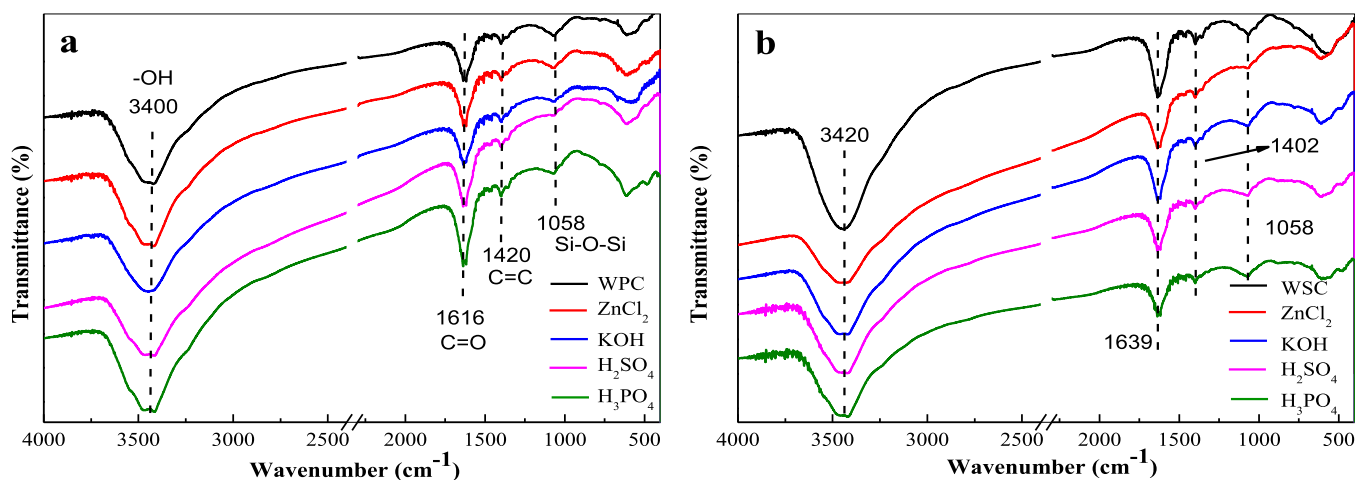 a
-OH
3400
1058
Si-O-Si
1420
C=C
1616
C=O
WPC
ZnCl₂
KOH
H₂SO₄
H₃PO₄
Transmittance (%)
4000 3500 3000 2500 2000 1500 1000 500
Wavenumber (cm⁻¹)
b
3420
1402
1058
1639
WSC
ZnCl₂
KOH
H₂SO₄
H₃PO₄
Transmittance (%)
4000 3500 3000 2500 2000 1500 1000 500
Wavenumber (cm⁻¹)